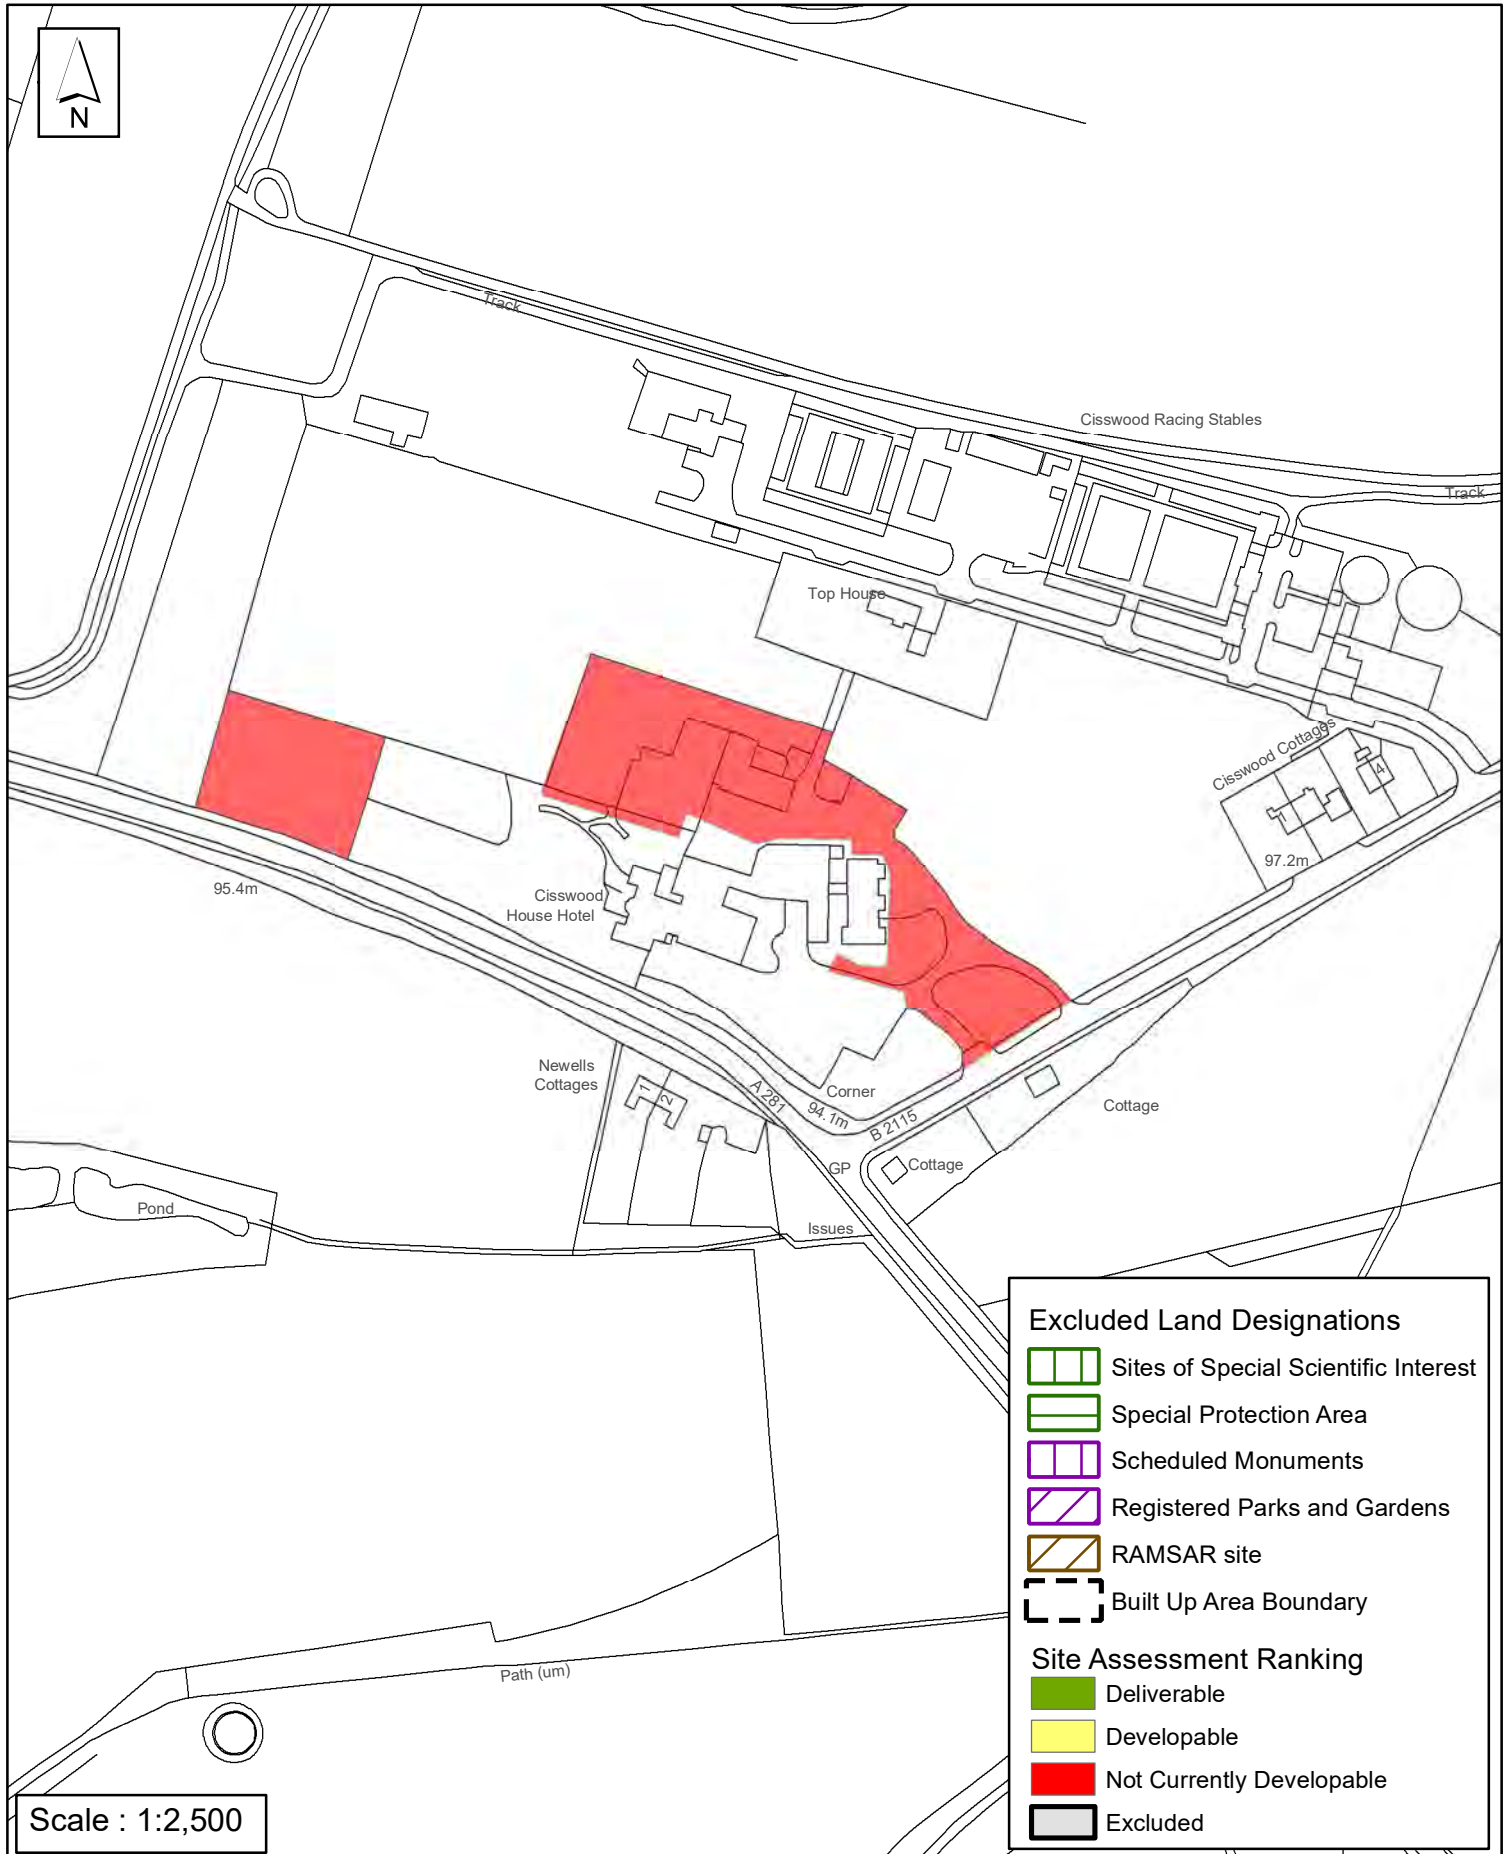 N
Track
Cisswood Racing Stables
Track
Top House
Cisswood Cottages
4
1
97.2m
95.4m
Cisswood
House Hotel
Newells
Cottages
1
2
A 281
94.1m
Corner
B 2115
Cottage
GP
Cottage
Pond
Issues
Path (um)
Excluded Land Designations
Sites of Special Scientific Interest
Special Protection Area
Scheduled Monuments
Registered Parks and Gardens
RAMSAR site
Built Up Area Boundary
Site Assessment Ranking
Deliverable
Developable
Not Currently Developable
Excluded
Scale : 1:2,500